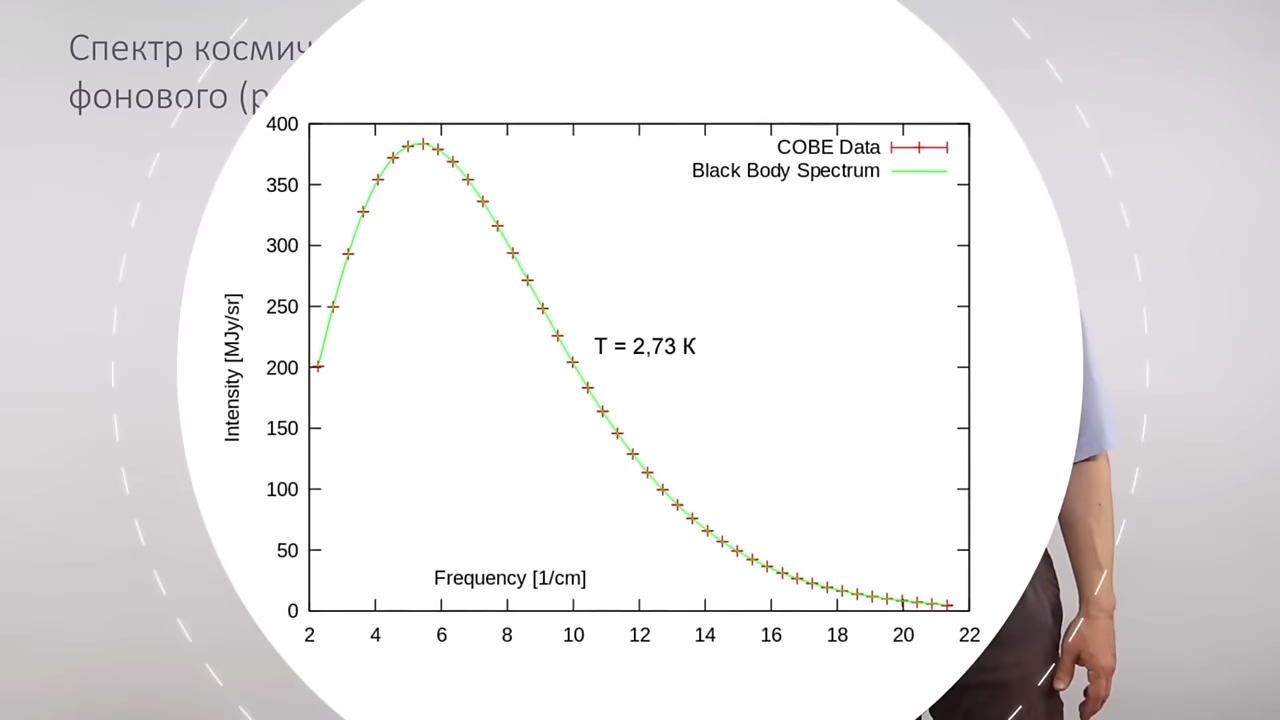 Спектр
фонового
400
350
300
250
200
150
100
50
0
Intensity [MJy/sr]
COBE Data
Black Body Spectrum
T = 2,73 K
Frequency [1/cm]
2 4 6 8 10 12 14 16 18 20 22